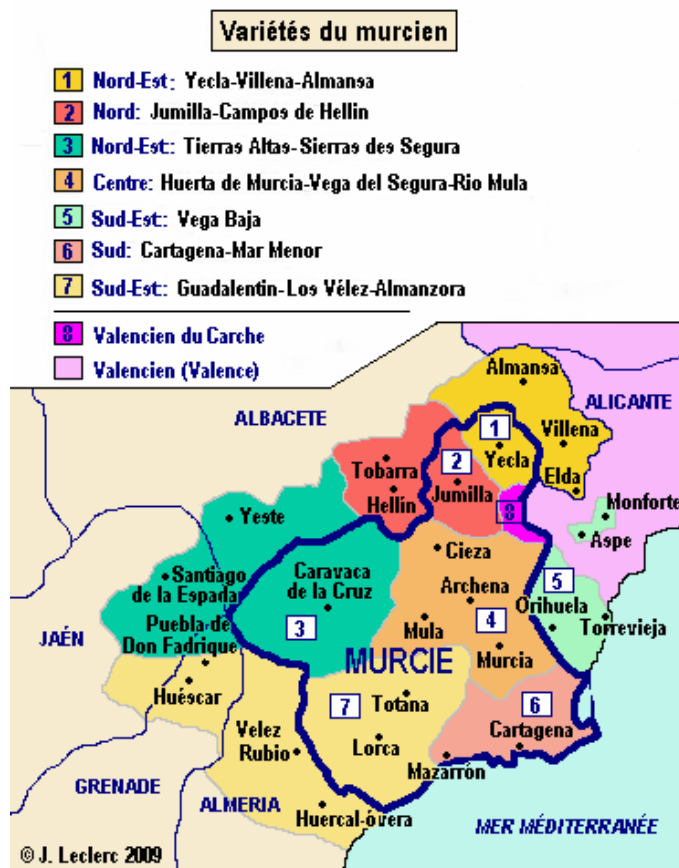 Variétés du murcien
1 Nord-Est: Yecla-Villena-Almansa
2 Nord: Jumilla-Campos de Hellin
3 Nord-Est: Tierras Altas-Sierras des Segura
4 Centre: Huerta de Murcia-Vega del Segura-Rio Mula
5 Sud-Est: Vega Baja
6 Sud: Cartagena-Mar Menor
7 Sud-Est: Guadalentin-Los Vélez-Almanzora
8 Valencien du Carche
Valencien (Valence)
Almansa
ALBACETE
ALICANTE
1
Villena
Yecla
2
Tobarra
Elda
Hellín
Jumilla
8
Monforte
Yeste
Aspe
Cieza
Santiago
de la Espada
Caravaca
de la Cruz
Archena
5
Orihuela
Puebla de
Don Fadrique
3
Mula
4
Torrevieja
JAÉN
Murcia
MURCIE
Huéscar
7
Totana
6
Velez
Rubio
Lorca
Cartagena
Mazarrón
GRENADE
ALMERIA
Huercal-óvera
MER MÉDITERRANÉE
© J. Leclerc 2009